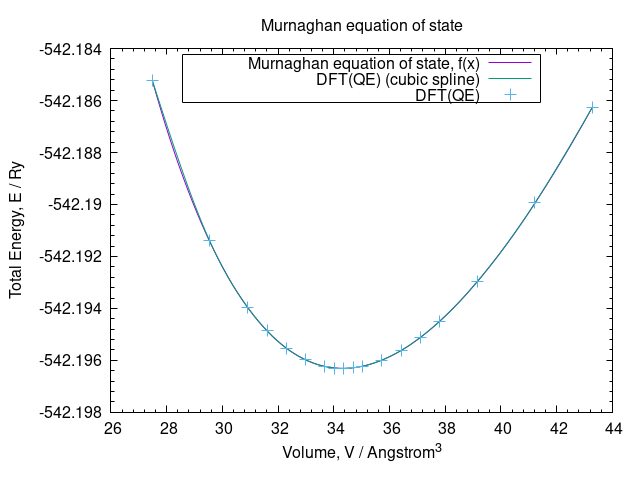 Murnaghan equation of state
-542.184
Murnaghan equation of state, f(x)
DFT(QE) (cubic spline)
DFT(QE)
-542.186
-542.188
-542.19
-542.192
-542.194
-542.196
-542.198
Total Energy, E / Ry
26 28 30 32 34 36 38 40 42 44
Volume, V / Angstrom³